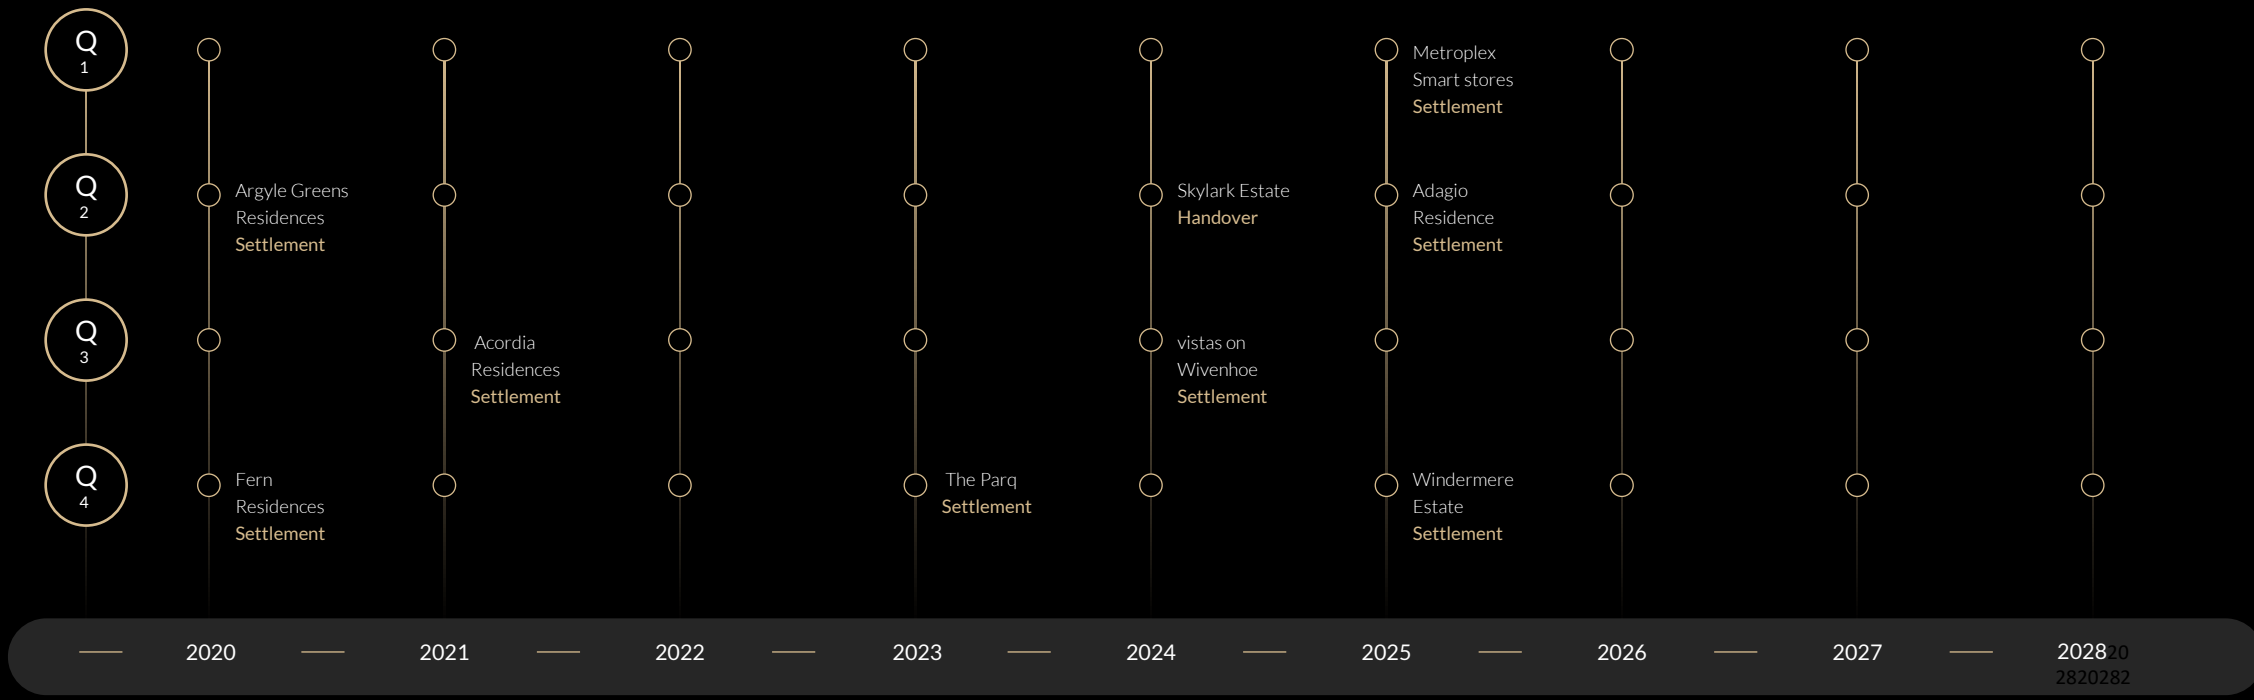 Q
1
Metroplex
Smart stores
Settlement
Q
2
Argyle Greens
Residences
Settlement
Skylark Estate
Handover
Adagio
Residence
Settlement
Q
3
Acordia
Residences
Settlement
vistas on
Wivenhoe
Settlement
Q
4
Fern
Residences
Settlement
The Parq
Settlement
Windermere
Estate
Settlement
2020 2021 2022 2023 2024 2025 2026 2027 202820
2820282